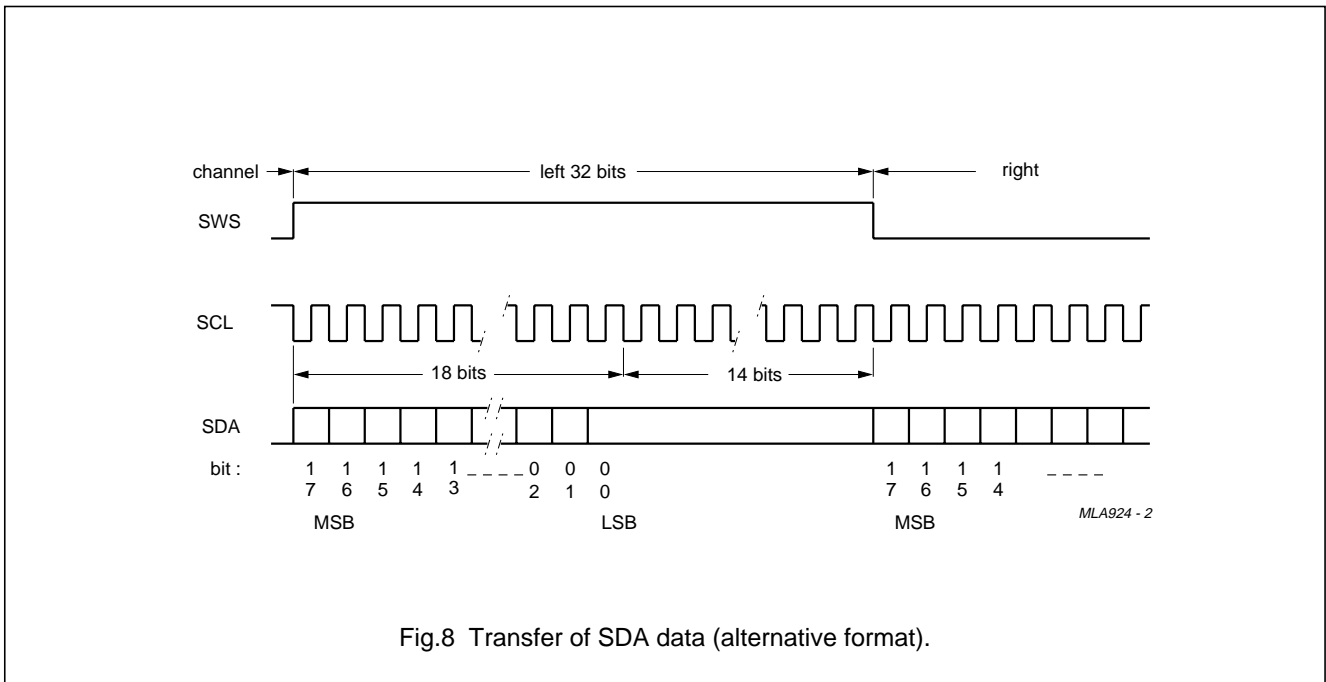 channel left 32 bits right
SWS
SCL
18 bits 14 bits
SDA
bit : 1 1 1 1 1 _ _ _ _ 0 0 0 1 1 1 1 _ _ _ _
7 6 5 4 3 2 1 0 7 6 5 4
MSB LSB MSB
MLA924 - 2
Fig.8 Transfer of SDA data (alternative format).